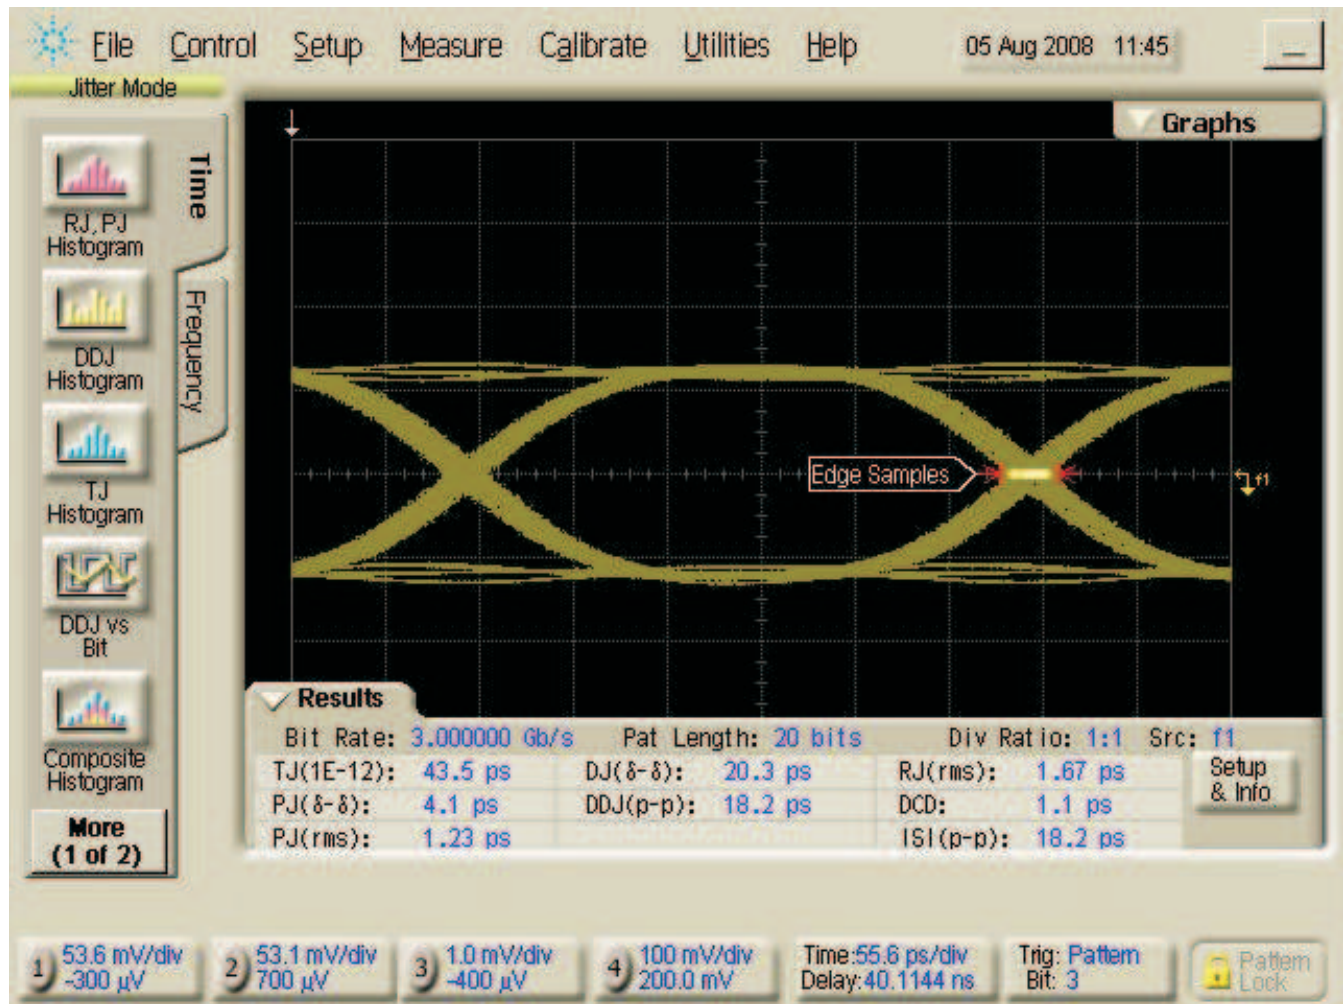 File Control Setup Measure Calibrate Utilities Help 05 Aug 2008 11:45
Jitter Mode
Graphs
Time
Frequency
RJ, PJ
Histogram
DDJ
Histogram
TJ
Histogram
DDJ vs
Bit
Composite
Histogram
More
(1 of 2)
Edge Samples
f1
Results
Bit Rate: 3.000000 Gb/s Pat Length: 20 bits Div Ratio: 1:1 Src: f1
TJ(1E-12): 43.5 ps DJ(δ-δ): 20.3 ps RJ(rms): 1.67 ps
PJ(δ-δ): 4.1 ps DDJ(p-p): 18.2 ps DCD: 1.1 ps
PJ(rms): 1.23 ps ISI(p-p): 18.2 ps
Setup
& Info
1) 53.6 mV/div
-300 µV
2) 53.1 mV/div
700 µV
3) 1.0 mV/div
-400 µV
4) 100 mV/div
200.0 mV
Time:55.6 ps/div
Delay:40.1144 ns
Trig: Pattern
Bit: 3
Pattern
Lock